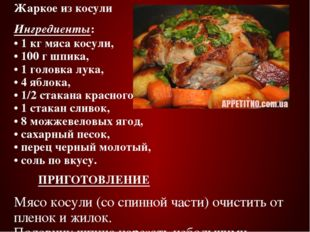 Жаркое из косули
Ингредиенты:
• 1 кг мяса косули,
• 100 г шпика,
• 1 головка лука,
• 4 яблока,
• 1/2 стакана красного
• 1 стакан сливок,
• 8 можжевеловых ягод,
• сахарный песок,
• перец черный молотый,
• соль по вкусу.
APPETITNO.com.ua
ПРИГОТОВЛЕНИЕ
Мясо косули (со спинной части) очистить от
пленок и жилок.